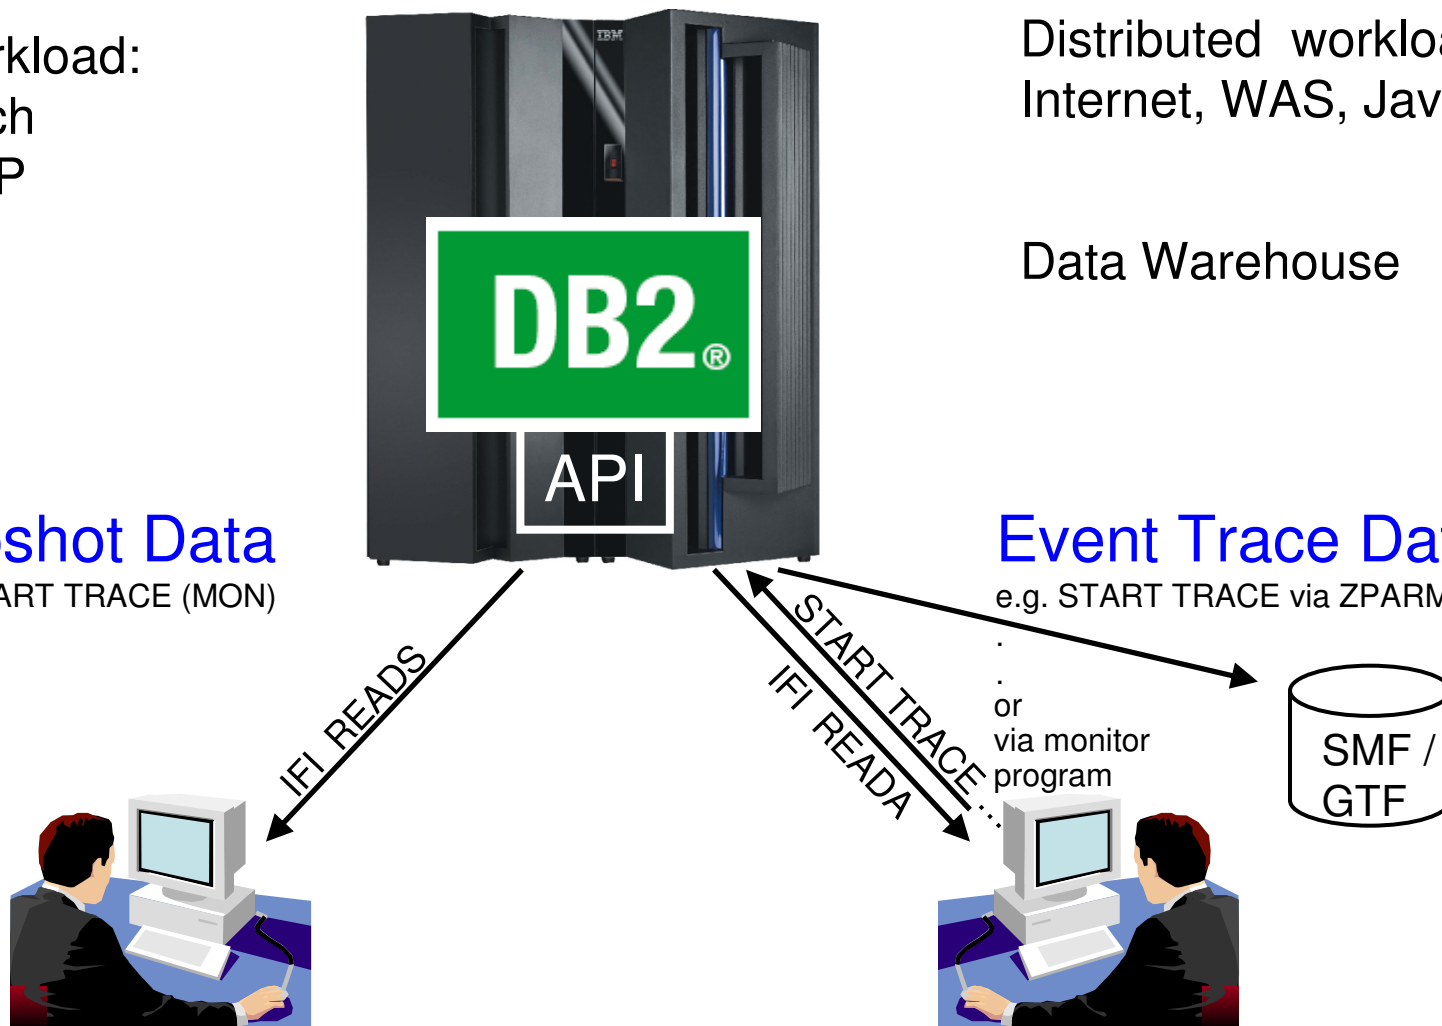 rkload:
ch
P
IBM
Distributed workloa
Internet, WAS, Jav
Data Warehouse
DB2®
API
shot Data
ART TRACE (MON)
Event Trace Da
e.g. START TRACE via ZPARM
.
.
or
via monitor
program
IFI READS
START TRACE ...
IFI READA
SMF /
GTF